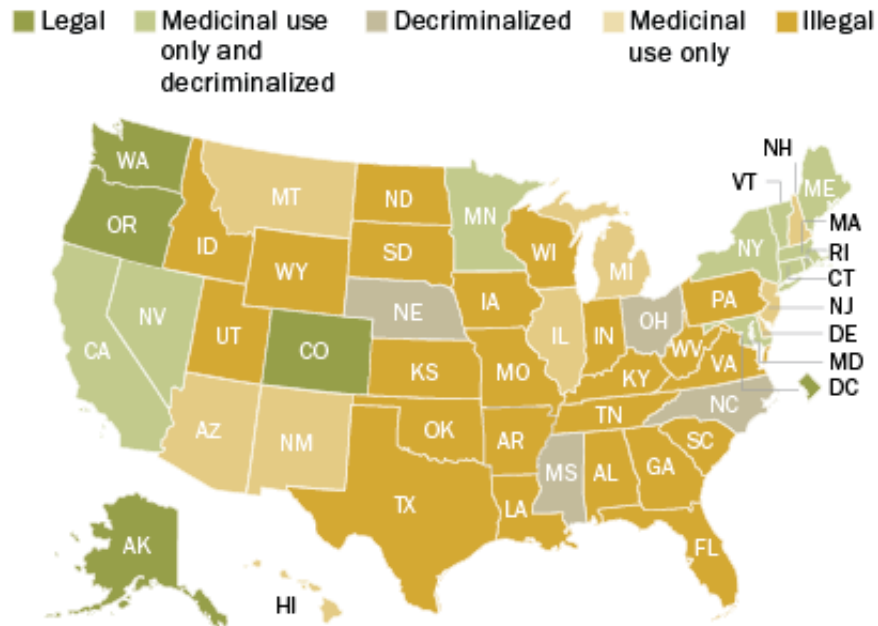 Legal Medicinal use Decriminalized Medicinal Illegal
only and use only
decriminalized
NH
WA VT ME
MT ND
OR MN MA
ID SD WI NY RI
WY MI CT
IA PA NJ
NV NE OH DE
UT IL IN MD
CA CO WV VA DC
KS MO KY
NC
TN
AZ NM OK AR SC
MS AL GA
TX LA
AK FL
HI